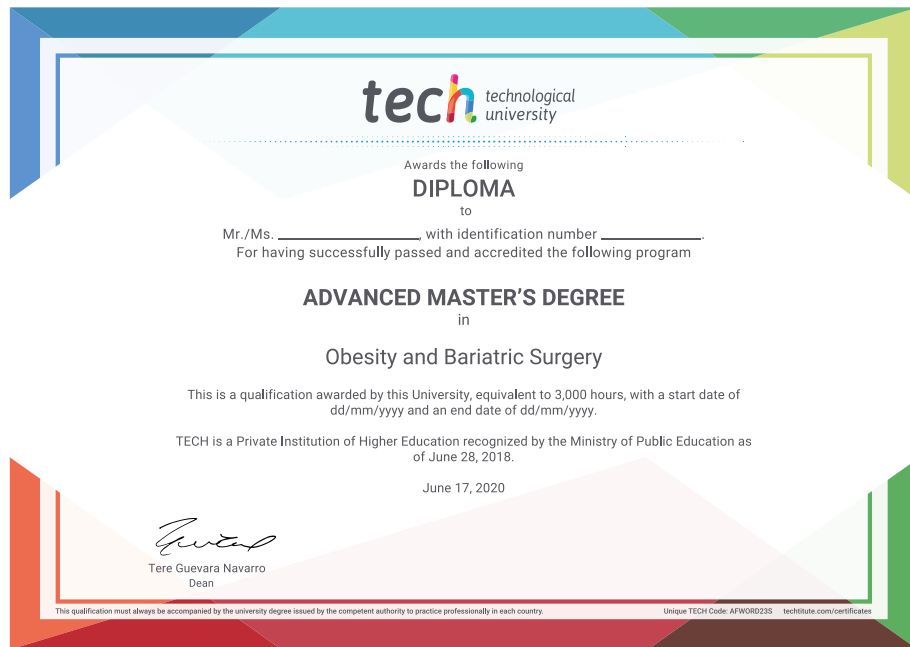 tech technological
university
Awards the following
DIPLOMA
to
Mr./Ms. ____________________, with identification number ______________.
For having successfully passed and accredited the following program
ADVANCED MASTER'S DEGREE
in
Obesity and Bariatric Surgery
This is a qualification awarded by this University, equivalent to 3,000 hours, with a start date of
dd/mm/yyyy and an end date of dd/mm/yyyy.
TECH is a Private Institution of Higher Education recognized by the Ministry of Public Education as
of June 28, 2018.
June 17, 2020
Tere Guevara Navarro
Dean
This qualification must always be accompanied by the university degree issued by the competent authority to practice professionally in each country. Unique TECH Code: AFWORD23S techtitute.com/certificates